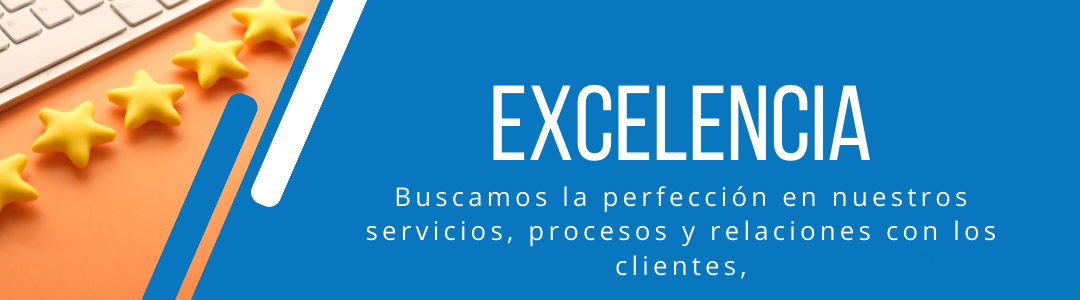 EXCELENCIA
Buscamos la perfección en nuestros
servicios, procesos y relaciones con los
clientes,